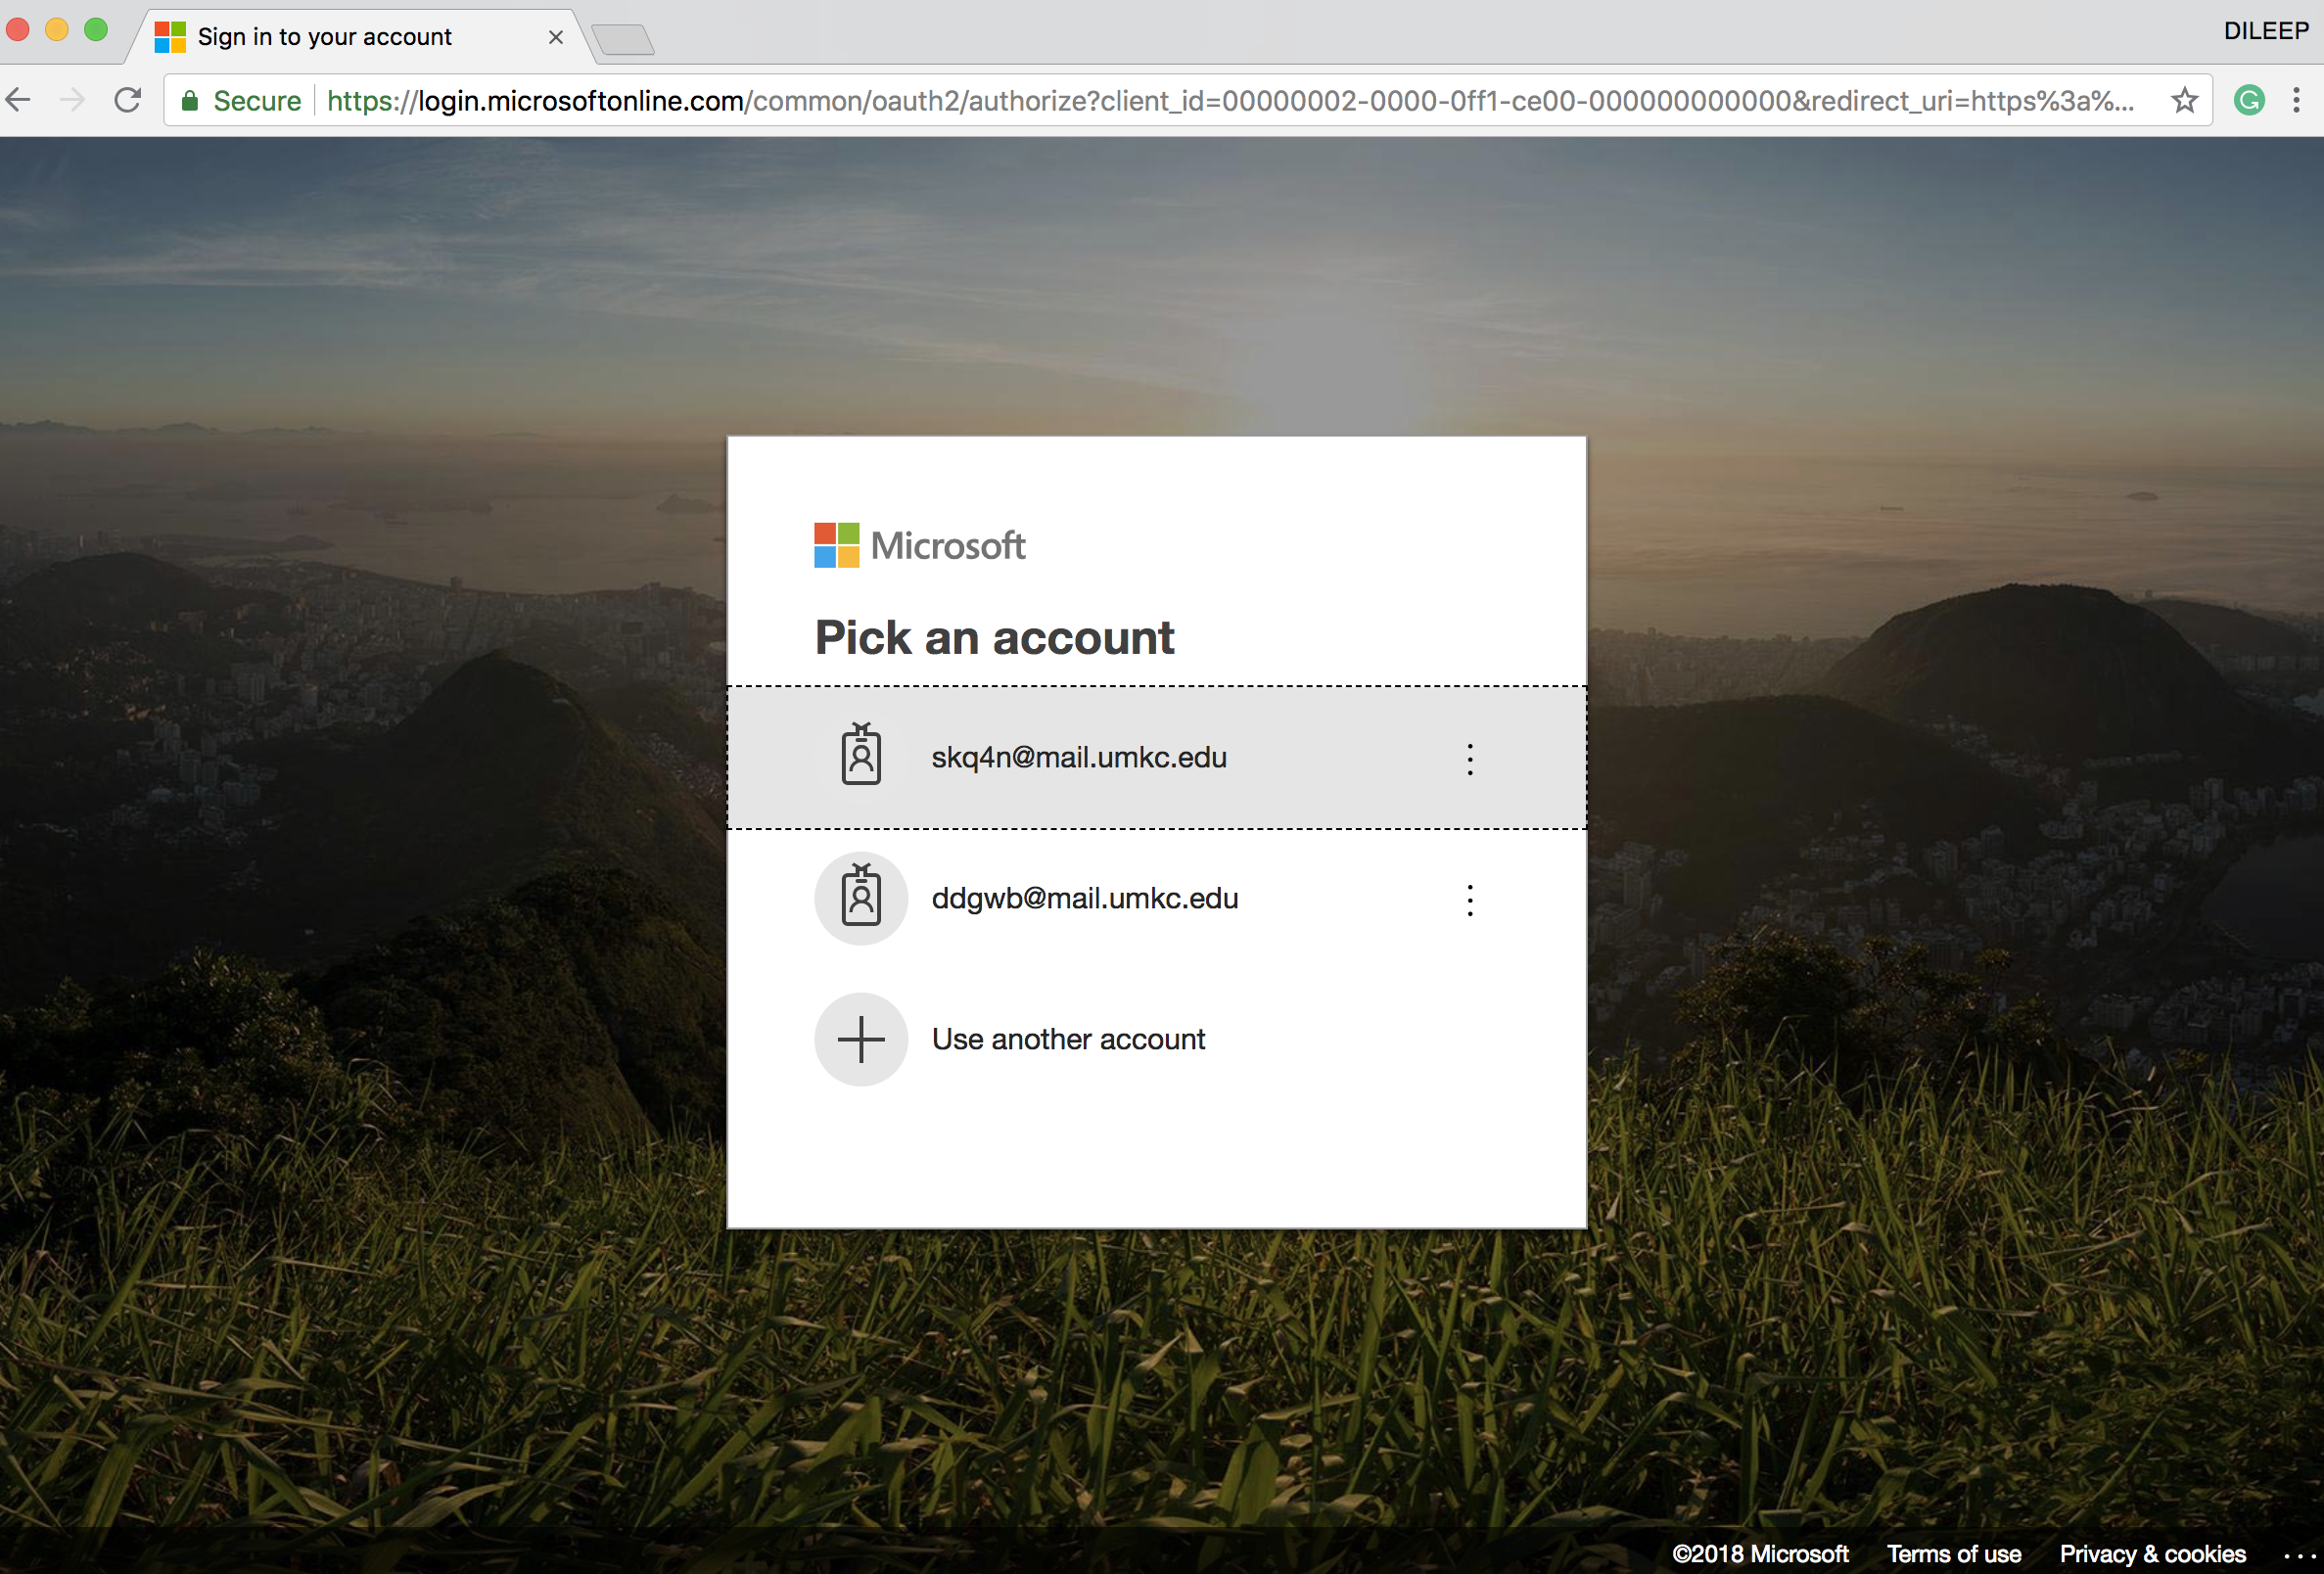 Sign in to your account
DILEEP
Secure https://login.microsoftonline.com/common/oauth2/authorize?client_id=00000002-0000-0ff1-ce00-000000000000&redirect_uri=https%3a%...
Microsoft
Pick an account
skq4n@mail.umkc.edu
ddgwb@mail.umkc.edu
Use another account
©2018 Microsoft Terms of use Privacy & cookies ...